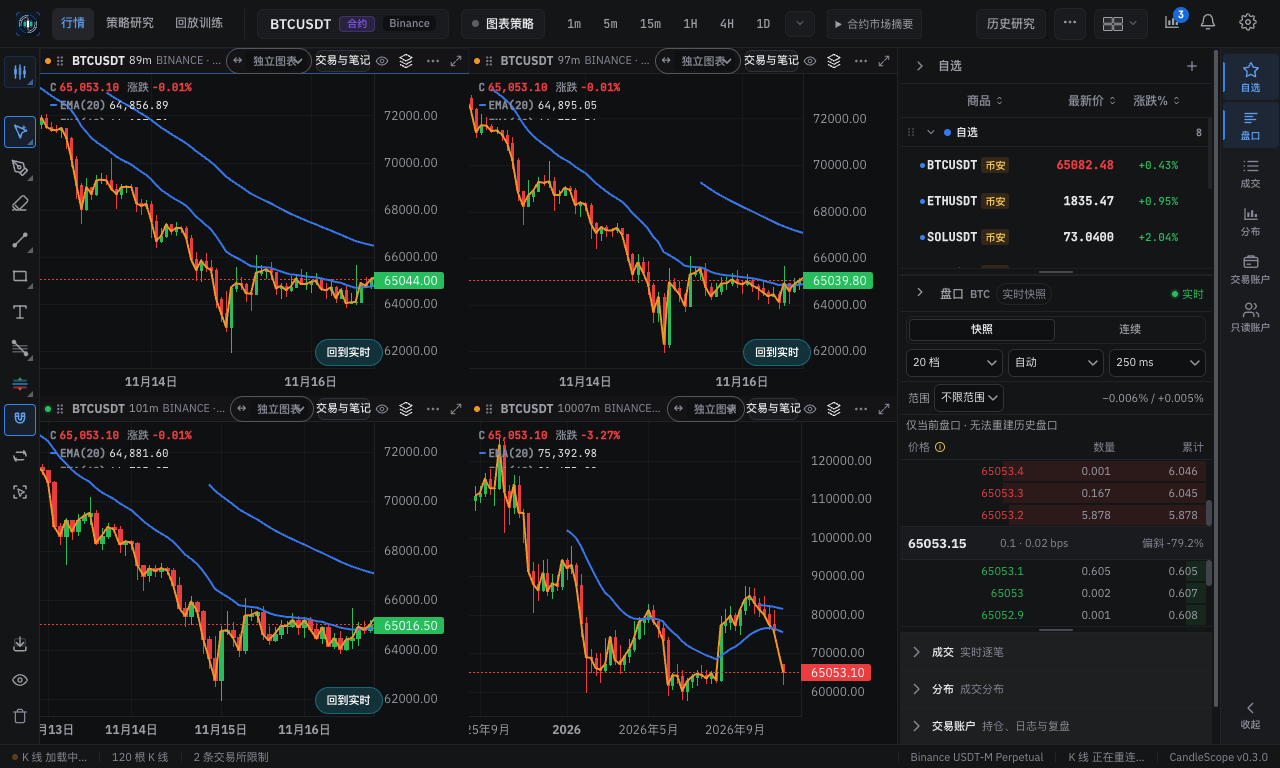 行情 策略研究 回放训练 BTCUSDT 合约 Binance 图表策略 1m 5m 15m 1H 4H 1D 合约市场摘要 历史研究 3
BTCUSDT 89m BINANCE · ... 独立图表 交易与笔记
C 65,053.10 涨跌 -0.01%
EMA(20) 64,856.89
72000.00
70000.00
68000.00
65044.00
64000.00
62000.00
回到实时
11月14日 11月16日
BTCUSDT 97m BINANCE · ... 独立图表 交易与笔记
C 65,053.10 涨跌 -0.01%
EMA(20) 64,895.05
72000.00
70000.00
68000.00
66000.00
65039.80
64000.00
62000.00
回到实时
11月14日 11月16日
BTCUSDT 101m BINANCE ·... 独立图表 交易与笔记
C 65,053.10 涨跌 -0.01%
EMA(20) 64,881.60
72000.00
70000.00
68000.00
66000.00
65016.50
64000.00
62000.00
回到实时
月13日 11月14日 11月15日 11月16日
BTCUSDT 10007m BINANCE... 独立图表 交易与笔记
C 65,053.10 涨跌 -3.27%
EMA(20) 75,392.98
120000.00
110000.00
100000.00
90000.00
80000.00
70000.00
65053.10
60000.00
25年9月 2026 2026年5月 2026年9月
自选
商品 最新价 涨跌%
自选 8
BTCUSDT 币安 65082.48 +0.43%
ETHUSDT 币安 1835.47 +0.95%
SOLUSDT 币安 73.0400 +2.04%
盘口 BTC 实时快照 实时
快照 连续
20 档 自动 250 ms
范围 不限范围 −0.006% / +0.005%
仅当前盘口 · 无法重建历史盘口
价格 数量 累计
65053.4 0.001 6.046
65053.3 0.167 6.045
65053.2 5.878 5.878
65053.15 0.1 · 0.02 bps 偏斜 -79.2%
65053.1 0.605 0.605
65053 0.002 0.607
65052.9 0.001 0.608
成交 实时逐笔
分布 成交分布
交易账户 持仓、日志与复盘
自选
盘口
成交
分布
交易账户
只读账户
收起
K 线 加载中... 120 根 K 线 2 条交易所限制 Binance USDT-M Perpetual K 线 正在重连... CandleScope v0.3.0